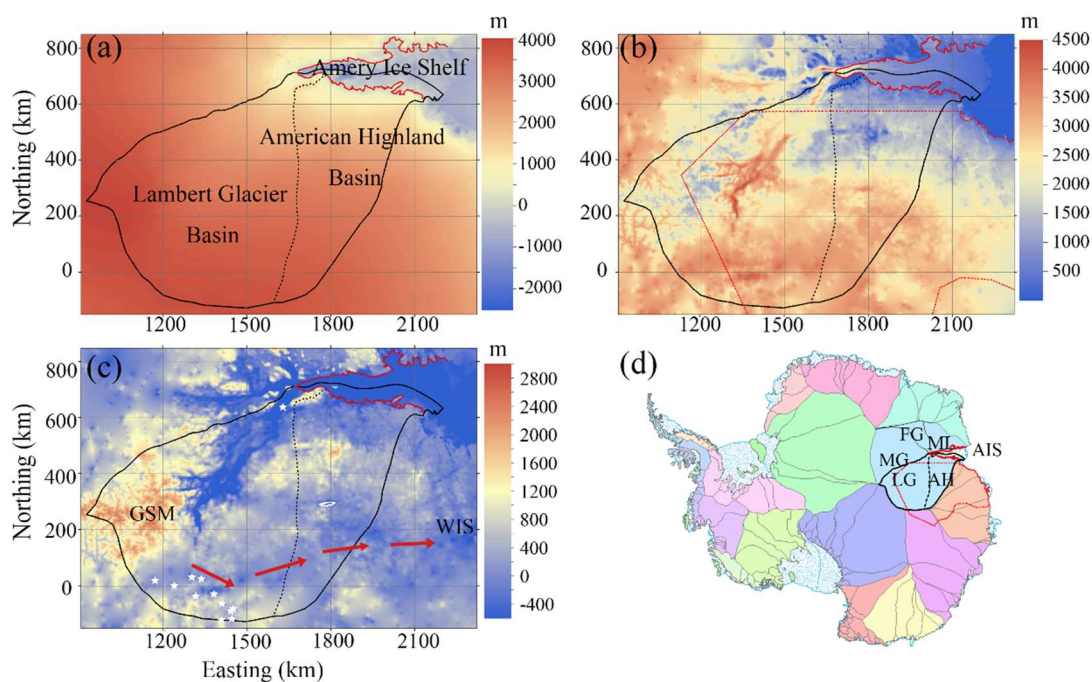 (a)
m
800
600
400
200
0
Northing (km)
Amery Ice Shelf
American Highland
Basin
Lambert Glacier
Basin
1200
1500
1800
2100
4000
3000
2000
1000
0
-1000
-2000
(b)
m
800
600
400
200
0
1200
1500
1800
2100
4500
4000
3500
3000
2500
2000
1500
1000
500
(c)
m
800
600
400
200
0
Northing (km)
GSM
WIS
1200
1500
1800
2100
Easting (km)
2800
2400
2000
1600
1200
800
400
0
-400
(d)
FG
ML
AIS
MG
LG
AH